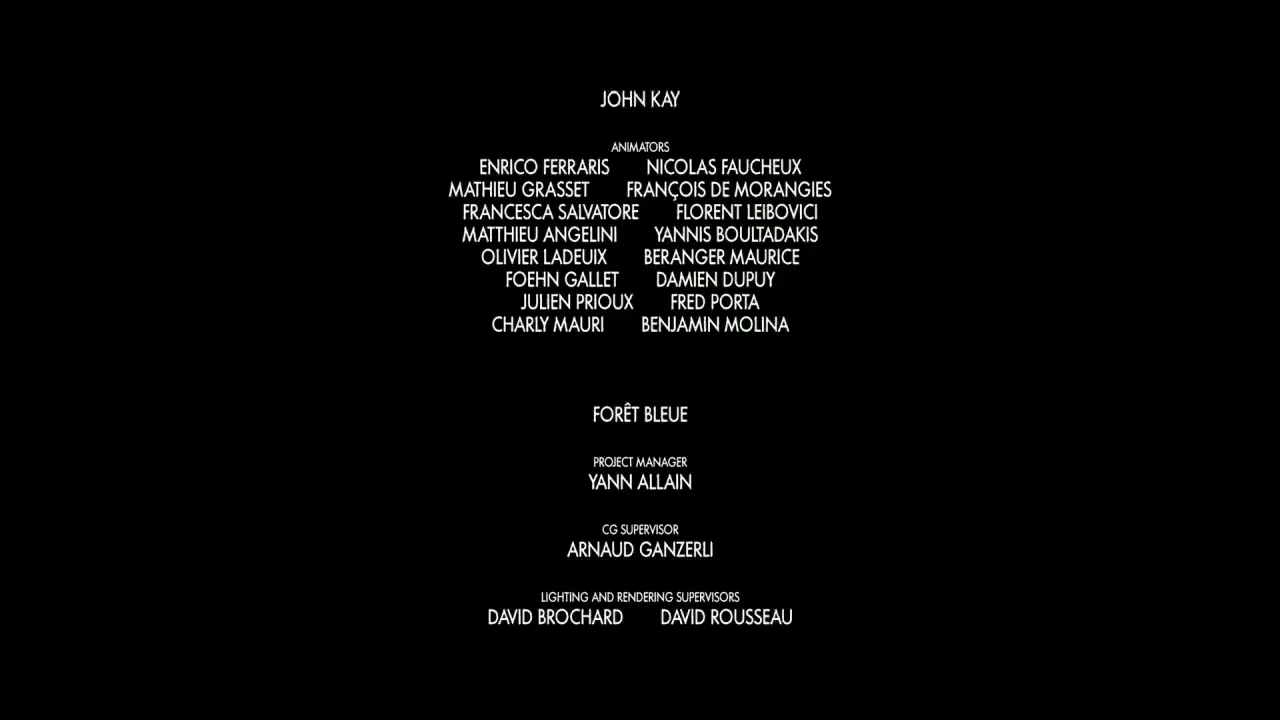 JOHN KAY
ANIMATORS
ENRICO FERRARIS NICOLAS FAUCHEUX
MATHIEU GRASSET FRANÇOIS DE MORANGIES
FRANCESCA SALVATORE FLORENT LEIBOVICI
MATTHIEU ANGELINI YANNIS BOULTADAKIS
OLIVIER LADEUIX BERANGER MAURICE
FOEHN GALLET DAMIEN DUPUY
JULIEN PRIOUX FRED PORTA
CHARLY MAURI BENJAMIN MOLINA
FORÊT BLEUE
PROJECT MANAGER
YANN ALLAIN
CG SUPERVISOR
ARNAUD GANZERLI
LIGHTING AND RENDERING SUPERVISORS
DAVID BROCHARD DAVID ROUSSEAU